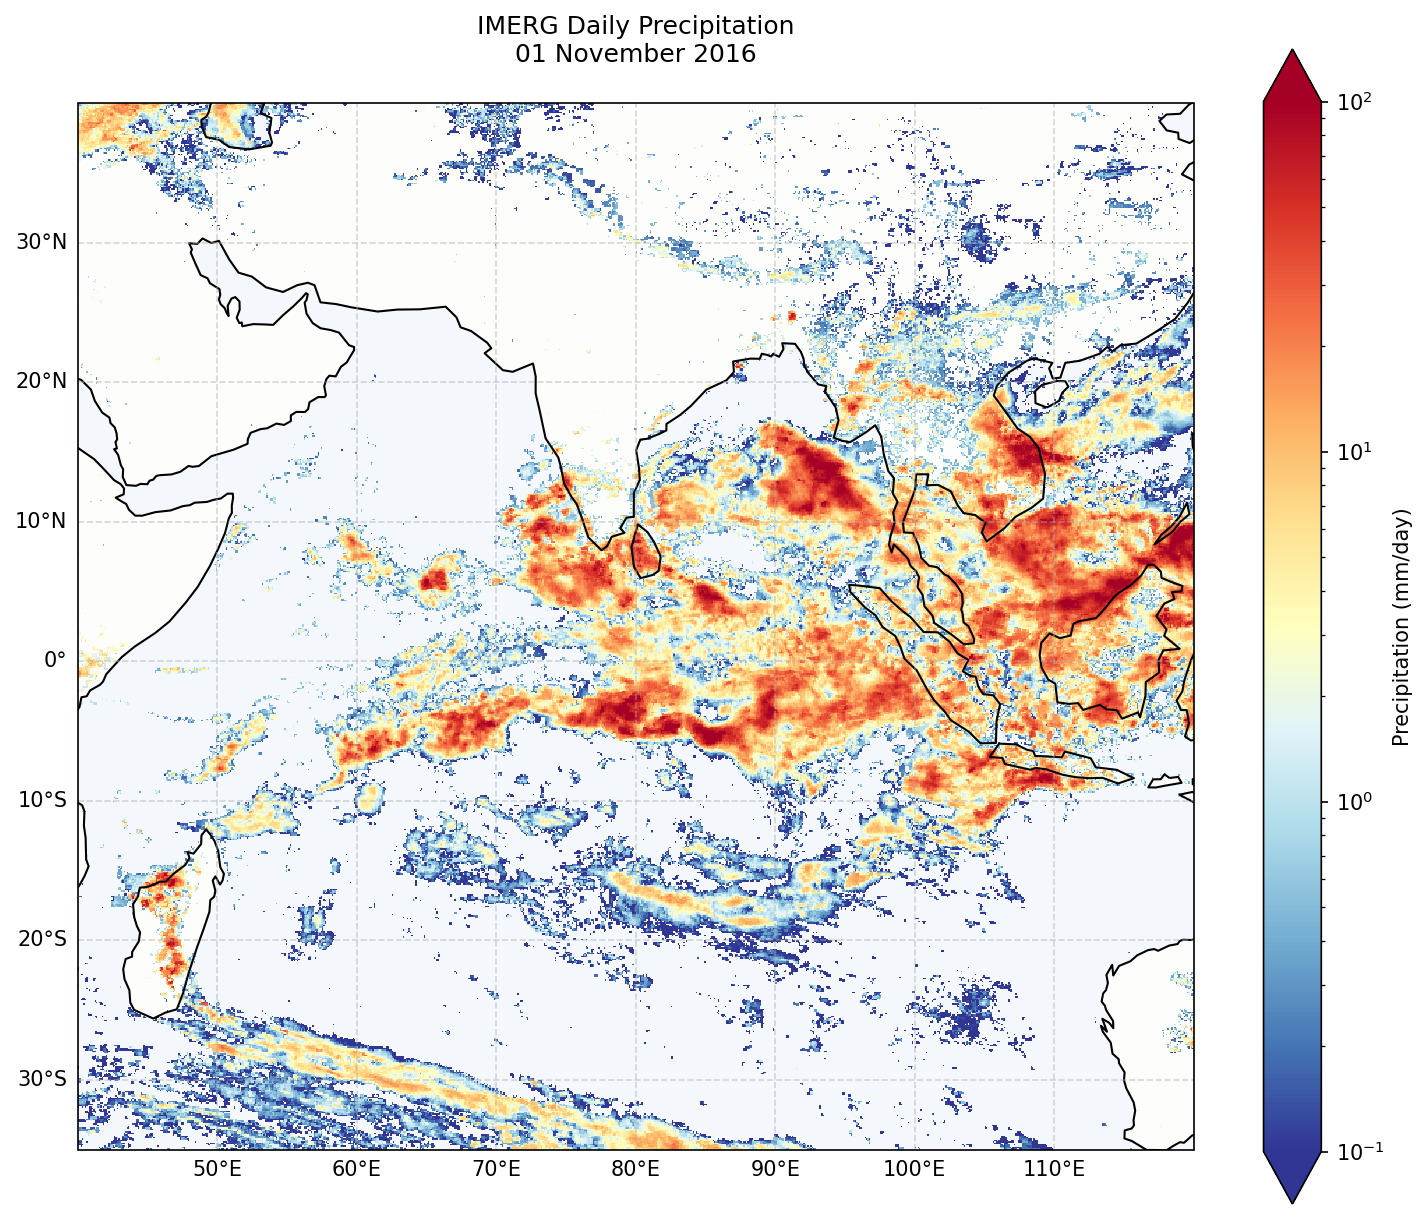 IMERG Daily Precipitation
01 November 2016
30°N
20°N
10°N
0°
10°S
20°S
30°S
50°E
60°E
70°E
80°E
90°E
100°E
110°E
10²
10¹
10⁰
10⁻¹
Precipitation (mm/day)